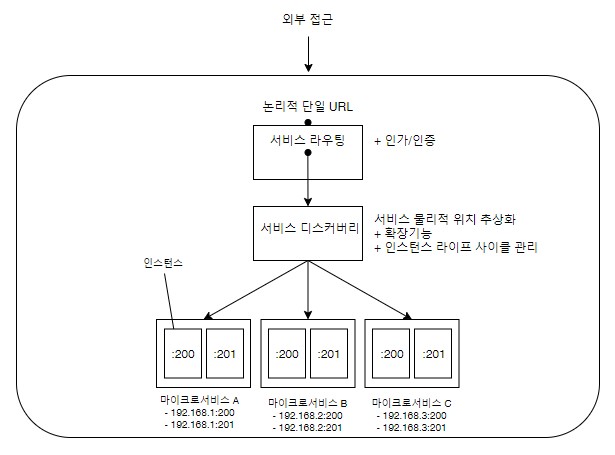 외부 접근
논리적 단일 URL
서비스 라우팅
+ 인가/인증
서비스 디스커버리
서비스 물리적 위치 추상화
+ 확장기능
+ 인스턴스 라이프 사이클 관리
인스턴스
:200
:201
:200
:201
:200
:201
마이크로서비스 A
- 192.168.1:200
- 192.168.1:201
마이크로서비스 B
- 192.168.2:200
- 192.168.2:201
마이크로서비스 C
- 192.168.3:200
- 192.168.3:201